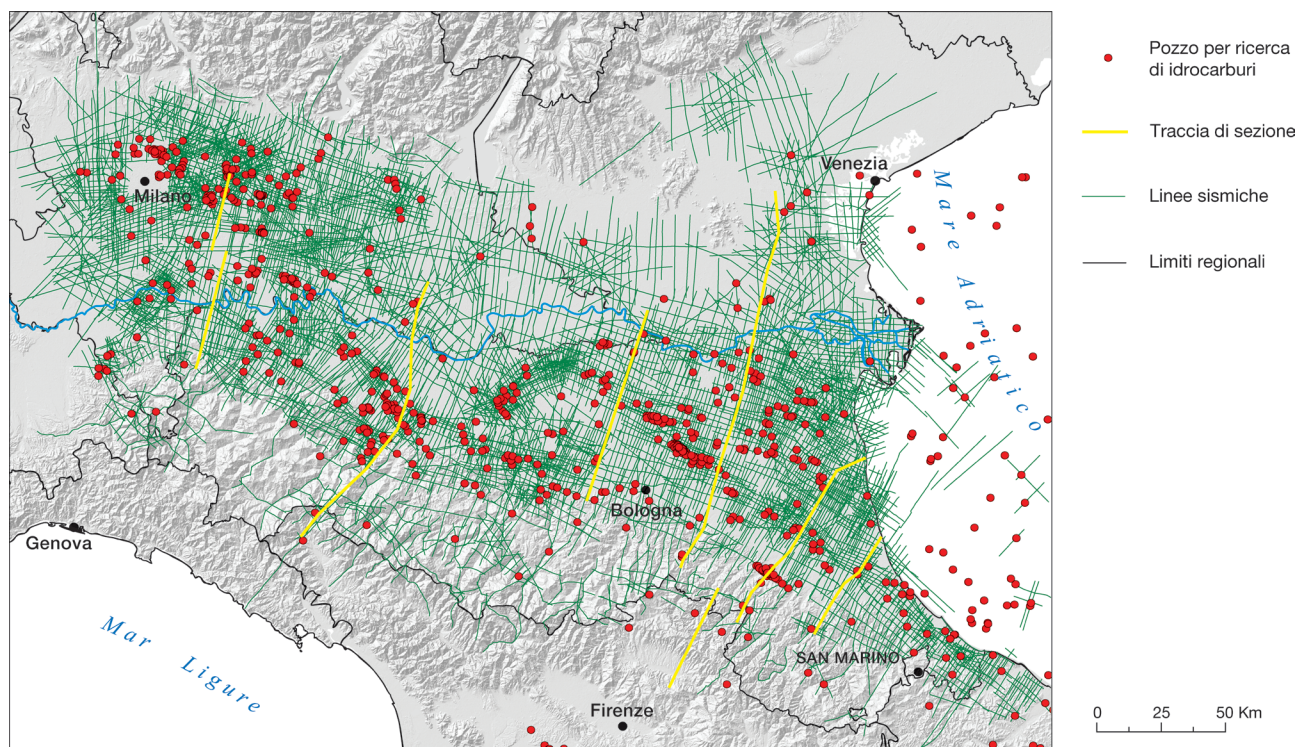 Pozzo per ricerca
di idrocarburi
Traccia di sezione
Linee sismiche
Limiti regionali
Venezia
Milano
Mare Adriatico
Bologna
Genova
Mar Ligure
SAN MARINO
Firenze
0 25 50 Km